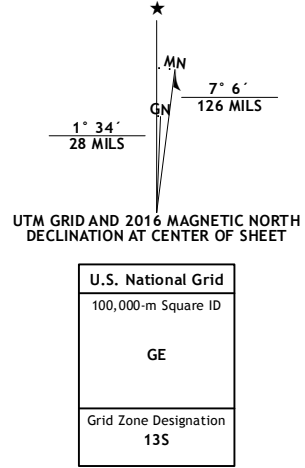 ★
MN
GN
7° 6´
126 MILS
1° 34´
28 MILS
UTM GRID AND 2016 MAGNETIC NORTH
DECLINATION AT CENTER OF SHEET
U.S. National Grid
100,000-m Square ID
GE
Grid Zone Designation
13S